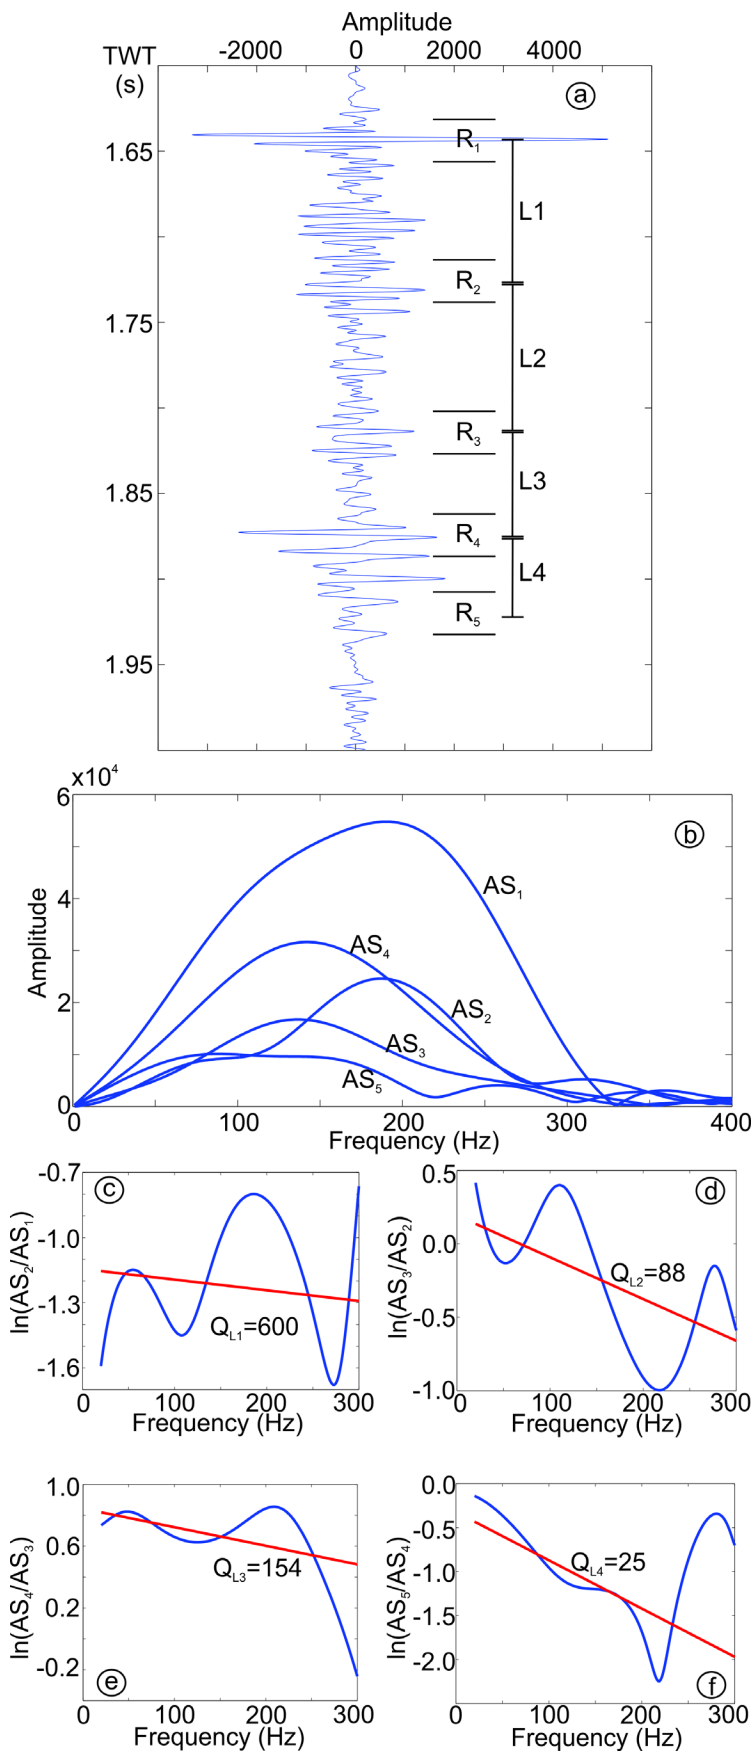 Amplitude
TWT (s)
-2000 0 2000 4000
a
1.65
1.75
1.85
1.95
R1
R2
R3
R4
R5
L1
L2
L3
L4
x10⁴
6
4
2
0
Amplitude
b
AS1
AS4
AS2
AS3
AS5
0 100 200 300 400
Frequency (Hz)
-0.7
-1.0
-1.3
-1.6
ln(AS2/AS1)
c
QL1=600
0 100 200 300
Frequency (Hz)
0.5
0.0
-0.5
-1.0
ln(AS3/AS2)
d
QL2=88
0 100 200 300
Frequency (Hz)
1.0
0.6
0.2
-0.2
ln(AS4/AS3)
QL3=154
e
0 100 200 300
Frequency (Hz)
0.0
-0.5
-1.0
-1.5
-2.0
ln(AS5/AS4)
QL4=25
f
0 100 200 300
Frequency (Hz)